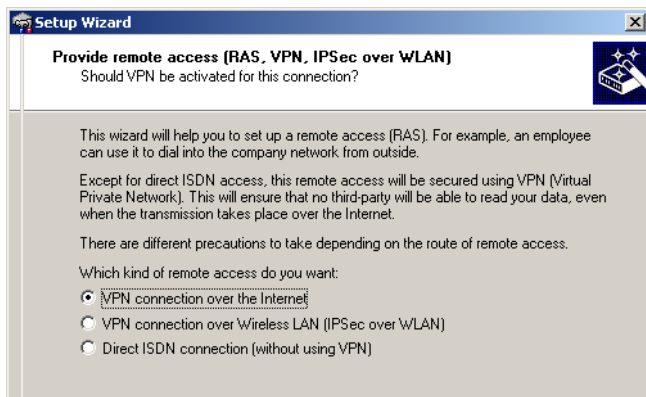 Setup Wizard
Provide remote access (RAS, VPN, IPSec over WLAN)
Should VPN be activated for this connection?
This wizard will help you to set up a remote access (RAS). For example, an employee
can use it to dial into the company network from outside.
Except for direct ISDN access, this remote access will be secured using VPN (Virtual
Private Network). This will ensure that no third-party will be able to read your data, even
when the transmission takes place over the Internet.
There are different precautions to take depending on the route of remote access.
Which kind of remote access do you want:
VPN connection over the Internet
VPN connection over Wireless LAN (IPSec over WLAN)
Direct ISDN connection (without using VPN)